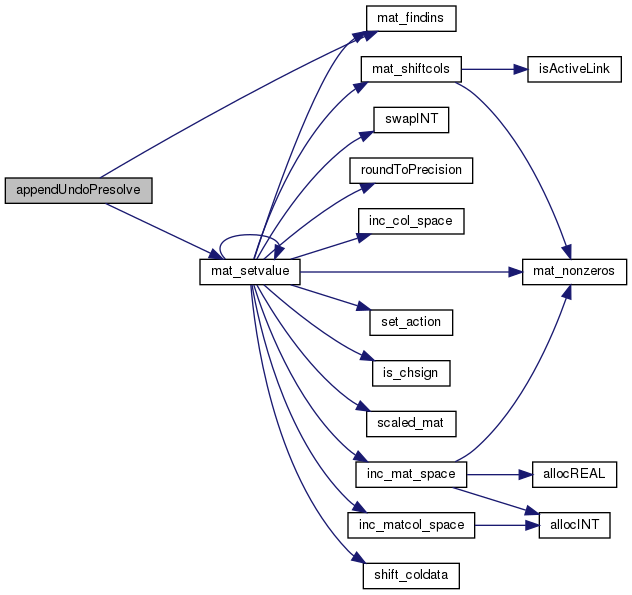 mat_findins
mat_shiftcols
isActiveLink
swapINT
roundToPrecision
appendUndoPresolve
inc_col_space
mat_setvalue
mat_nonzeros
set_action
is_chsign
scaled_mat
inc_mat_space
allocREAL
inc_matcol_space
allocINT
shift_coldata